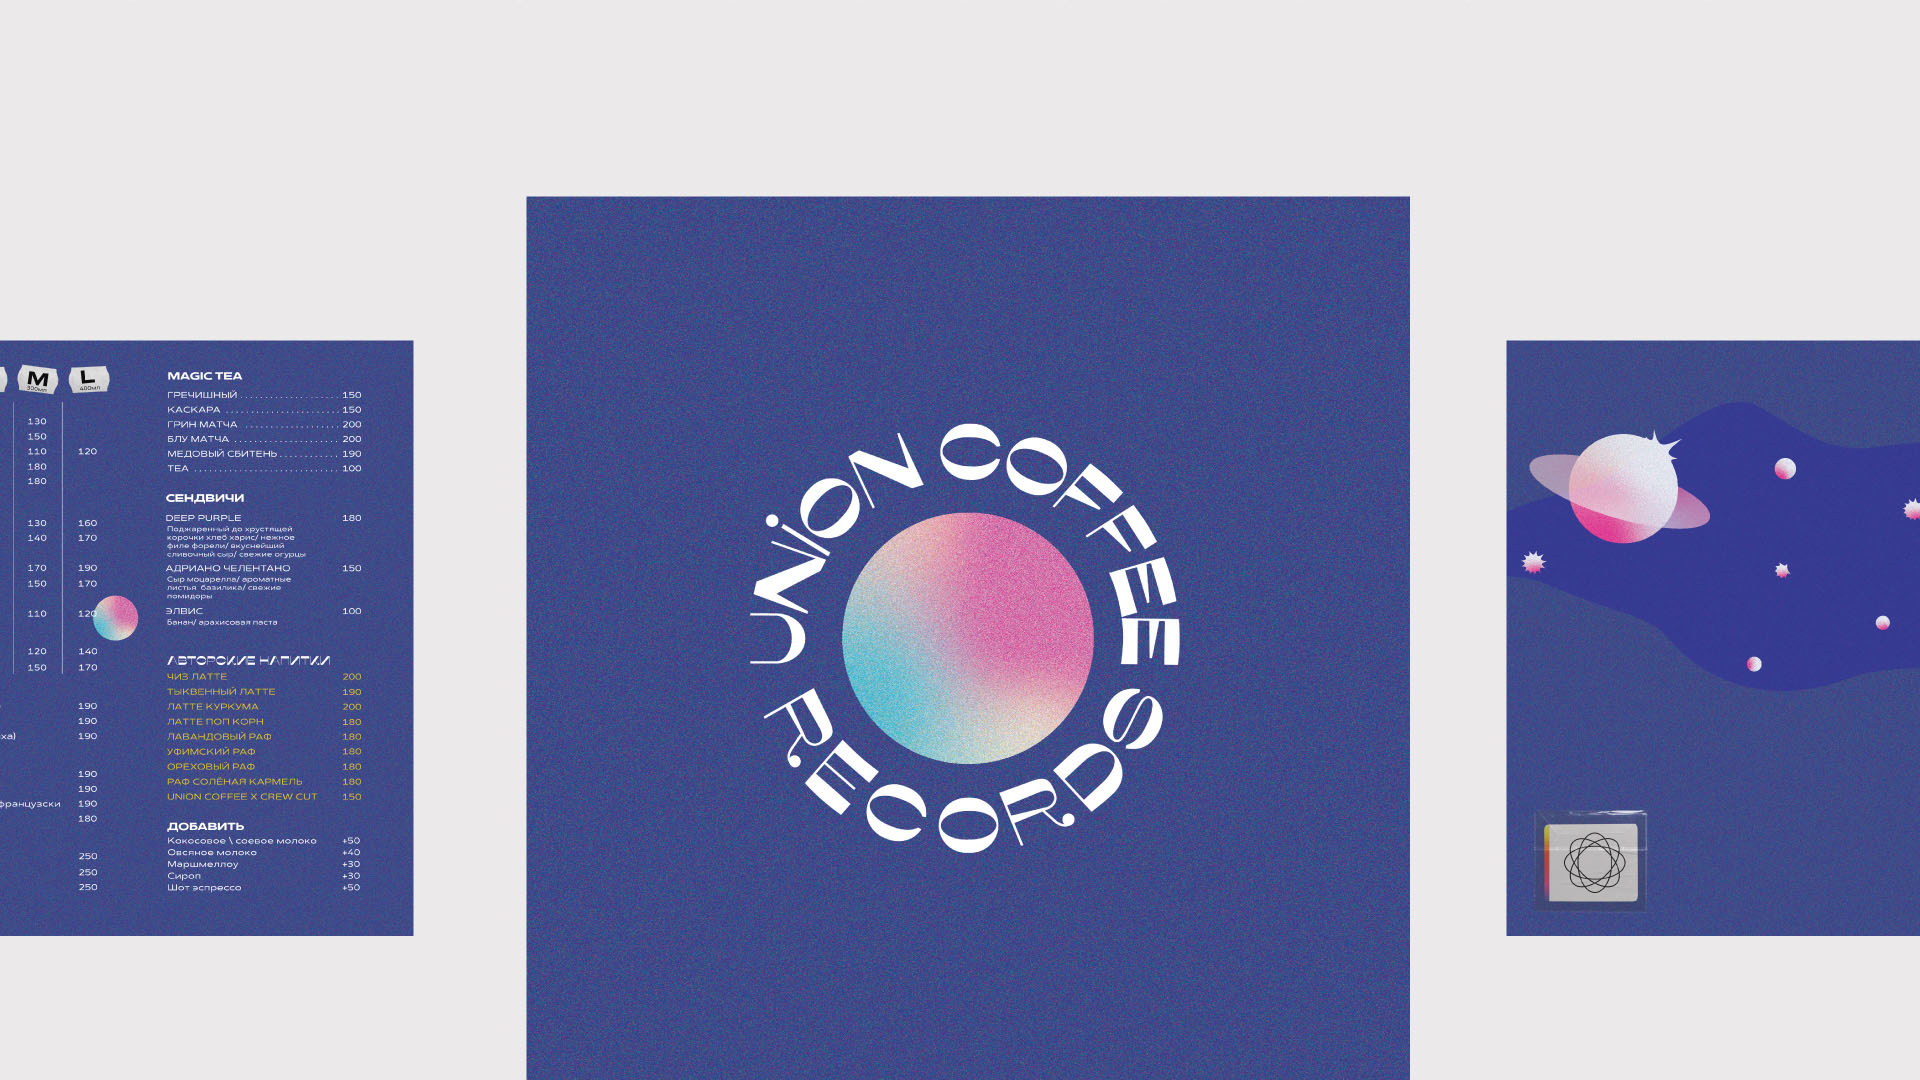 M
300мл
L
400мл
130
150
110 120
180
180
130 160
140 170
170 190
150 170
110 120
120 140
150 170
190
190
190
190
190
французски 190
180
250
250
250
MAGIC TEA
ГРЕЧИШНЫЙ 150
КАСКАРА 150
ГРИН МАТЧА 200
БЛУ МАТЧА 200
МЕДОВЫЙ СБИТЕНЬ 190
TEA 100
СЕНДВИЧИ
DEEP PURPLE 180
Поджаренный до хрустящей
корочки хлеб харис/ нежное
филе форели/ вкуснейший
сливочный сыр/ свежие огурцы
АДРИАНО ЧЕЛЕНТАНО 150
Сыр моцарелла/ ароматные
листья базилика/ свежие
помидоры
ЭЛВИС 100
Банан/ арахисовая паста
АВТОРСКИЕ НАПИТКИ
ЧИЗ ЛАТТЕ 200
ТЫКВЕННЫЙ ЛАТТЕ 190
ЛАТТЕ КУРКУМА 200
ЛАТТЕ ПОП КОРН 180
ЛАВАНДОВЫЙ РАФ 180
УФИМСКИЙ РАФ 180
ОРЕХОВЫЙ РАФ 180
РАФ СОЛЁНАЯ КАРМЕЛЬ 180
UNION COFFEE X CREW CUT 150
ДОБАВИТЬ
Кокосовое \ соевое молоко +50
Овсяное молоко +40
Маршмеллоу +30
Сироп +30
Шот эспрессо +50
UNiON COFFEE
RECORDS